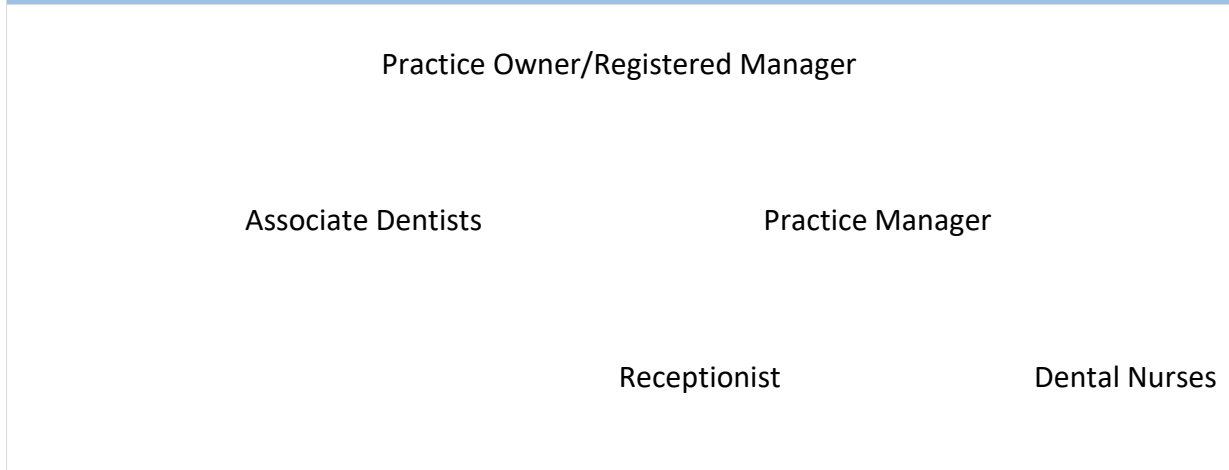 Practice Owner/Registered Manager
Associate Dentists Practice Manager
Receptionist Dental Nurses